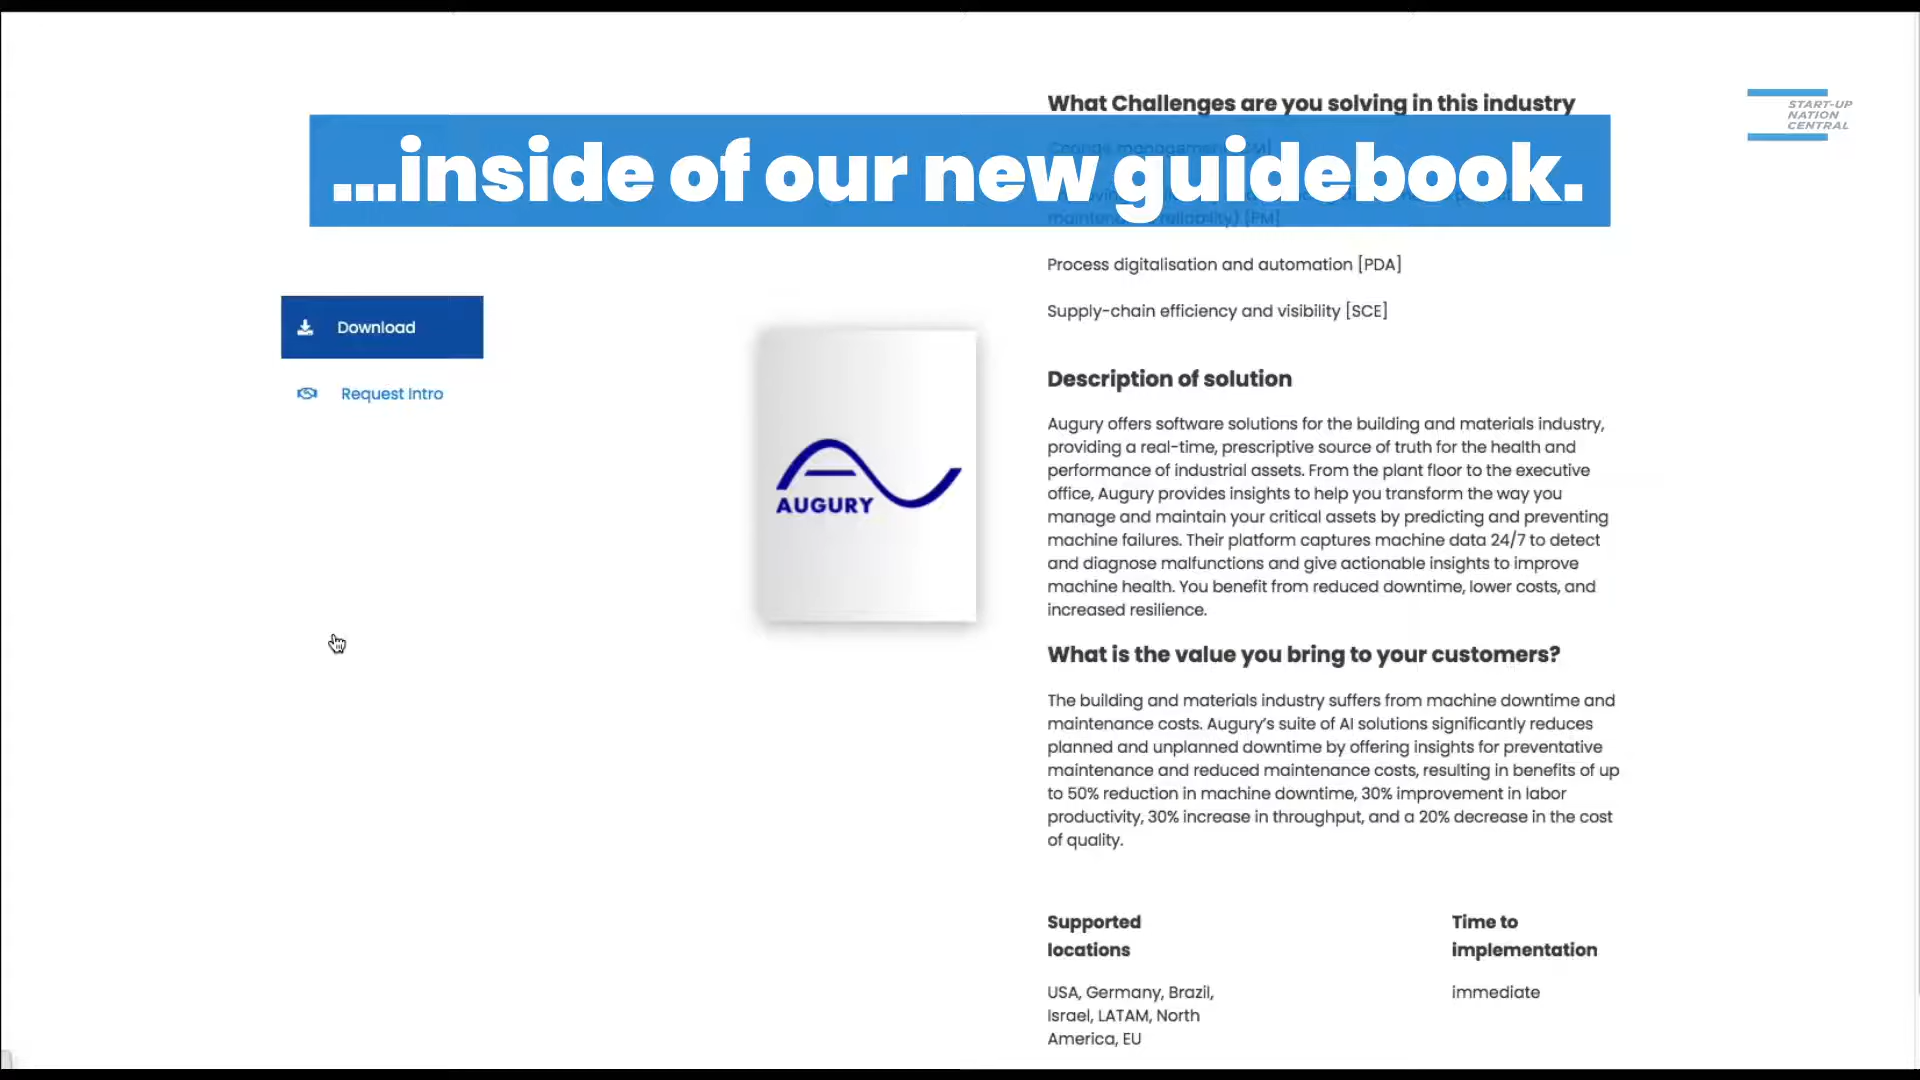 What Challenges are you solving in this industry
START-UP
NATION
CENTRAL
...inside of our new guidebook.
Process digitalisation and automation [PDA]
Supply-chain efficiency and visibility [SCE]
Download
Request Intro
AUGURY
Description of solution
Augury offers software solutions for the building and materials industry,
providing a real-time, prescriptive source of truth for the health and
performance of industrial assets. From the plant floor to the executive
office, Augury provides insights to help you transform the way you
manage and maintain your critical assets by predicting and preventing
machine failures. Their platform captures machine data 24/7 to detect
and diagnose malfunctions and give actionable insights to improve
machine health. You benefit from reduced downtime, lower costs, and
increased resilience.
What is the value you bring to your customers?
The building and materials industry suffers from machine downtime and
maintenance costs. Augury's suite of AI solutions significantly reduces
planned and unplanned downtime by offering insights for preventative
maintenance and reduced maintenance costs, resulting in benefits of up
to 50% reduction in machine downtime, 30% improvement in labor
productivity, 30% increase in throughput, and a 20% decrease in the cost
of quality.
Supported
locations
USA, Germany, Brazil,
Israel, LATAM, North
America, EU
Time to
implementation
immediate